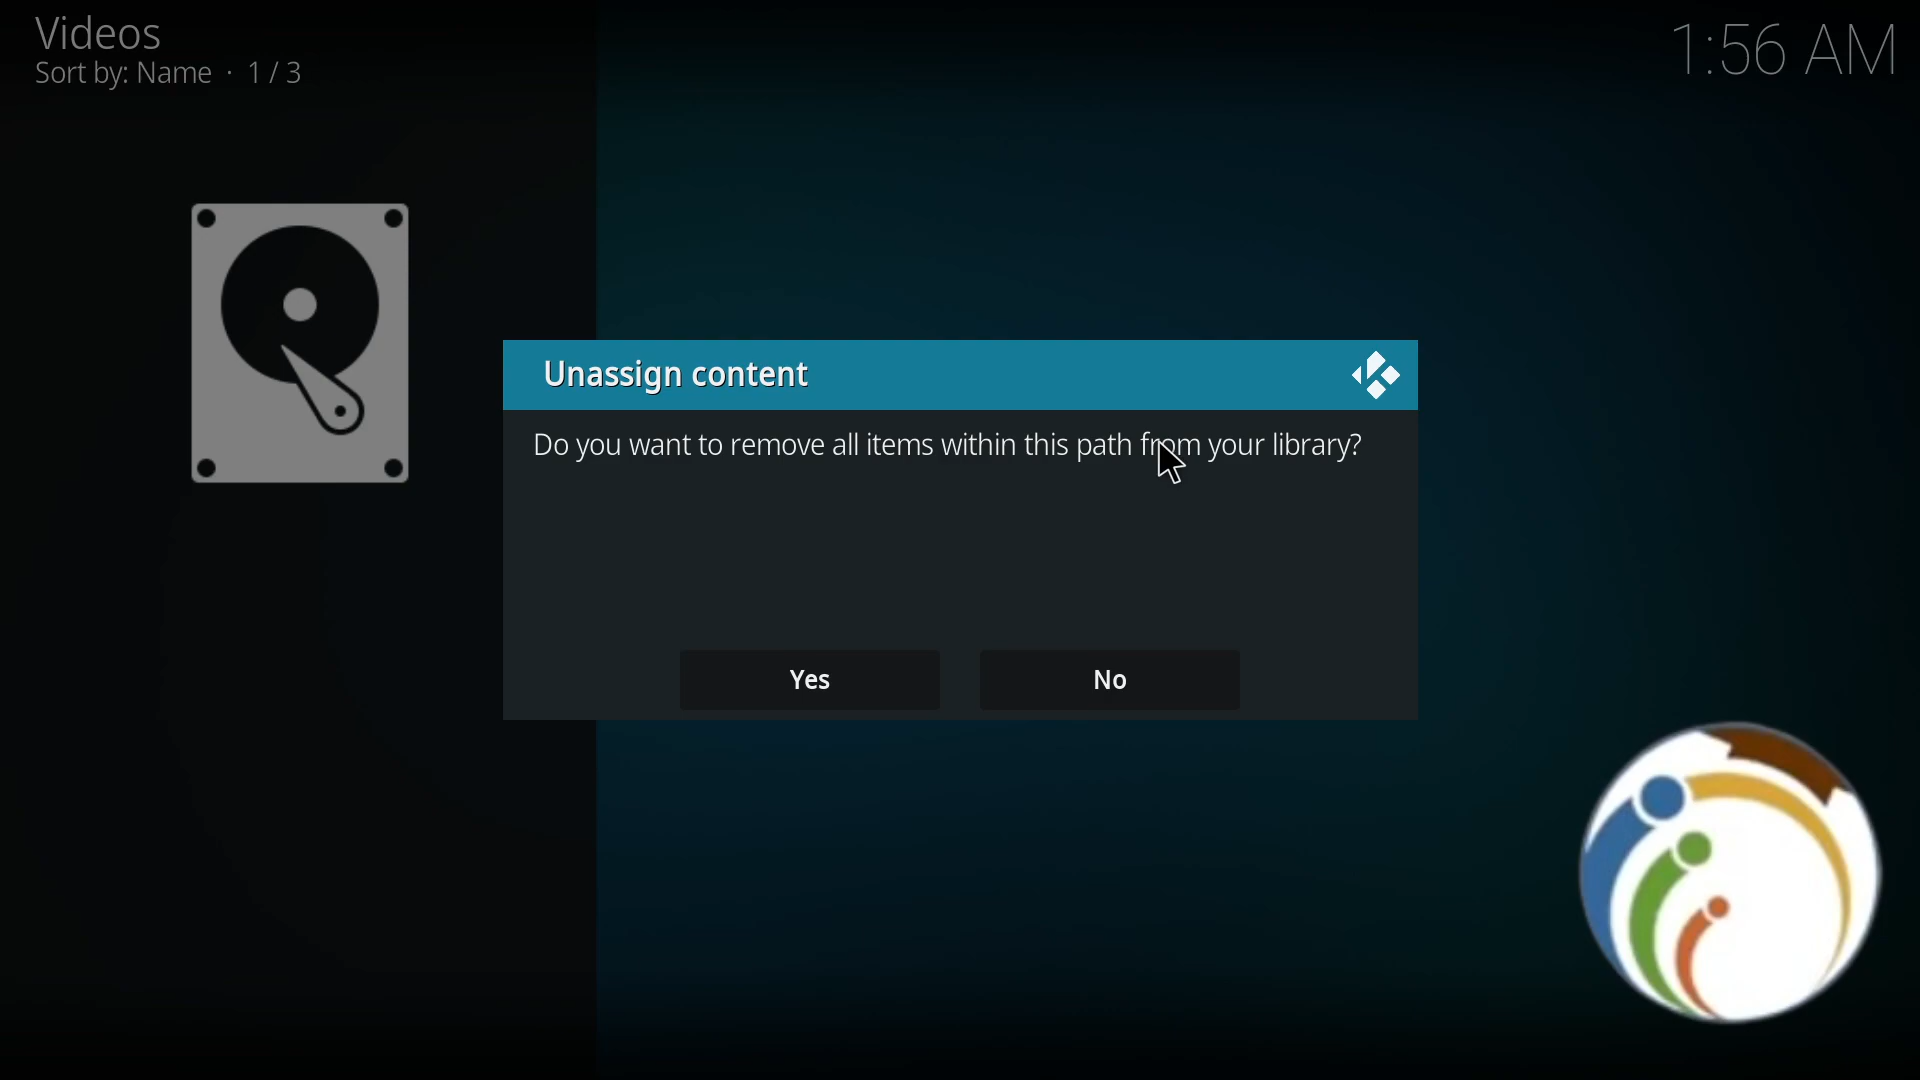 Videos
Sort by: Name · 1 / 3
1:56 AM
Unassign content
Do you want to remove all items within this path from your library?
Yes
No